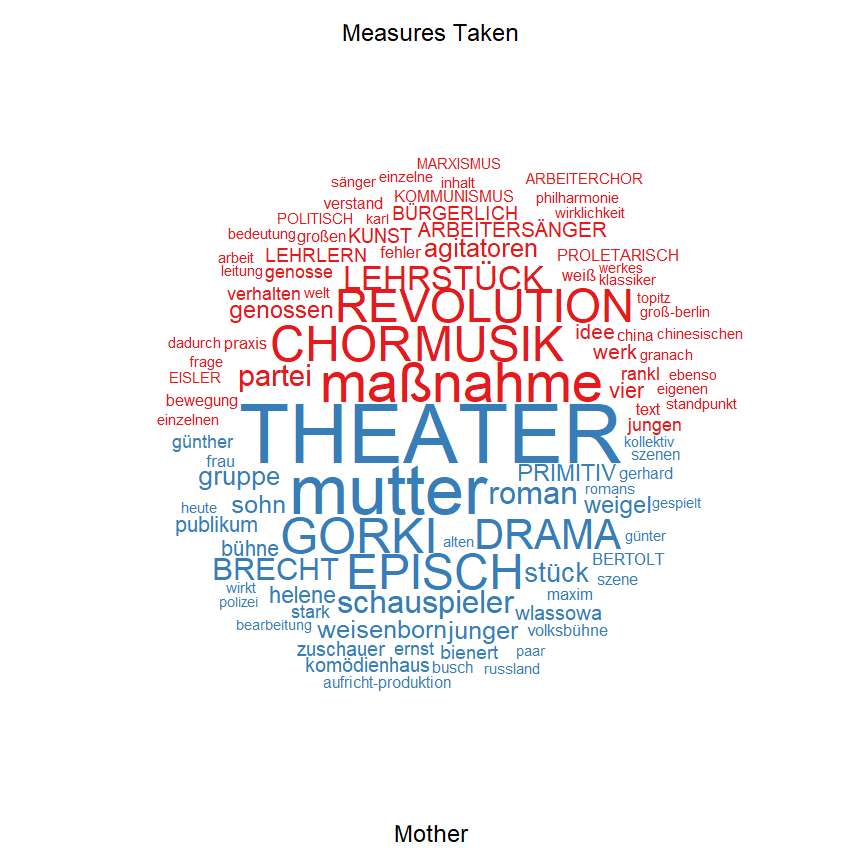 Measures Taken
MARXISMUS
sänger einzelne inhalt ARBEITERCHOR
verstand KOMMUNISMUS philharmonie
POLITISCH karl BÜRGERLICH wirklichkeit
bedeutung großen KUNST ARBEITERSÄNGER
arbeit LEHRLERN fehler agitatoren PROLETARISCH
leitung genosse LEHRSTÜCK weiß werkes
klassiker
verhalten welt REVOLUTION topitz
genossen groß-berlin
dadurch praxis CHORMUSIK idee china chinesischen
frage werk granach
EISLER partei maßnahme rankl ebenso
bewegung vier eigenen
einzelnen text standpunkt
jungen
günther THEATER kollektiv
frau szenen
gruppe PRIMITIV gerhard
heute sohn mutter roman romans
publikum weigel gespielt
bühne GORKI alten DRAMA günter
BRECHT EPISCH stück BERTOLT
wirkt szene
polizei helene schauspieler maxim
stark wlassowa
bearbeitung weisenborn junger volksbühne
zuschauer ernst bienert paar
komödienhaus busch russland
aufricht-produktion
Mother